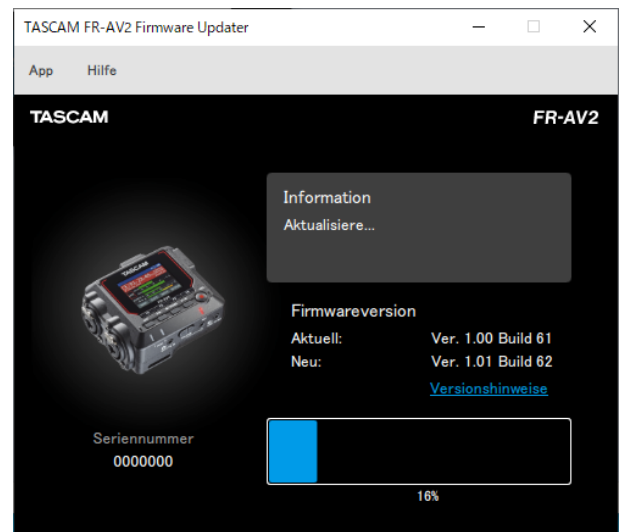 TASCAM FR-AV2 Firmware Updater
App Hilfe
TASCAM FR-AV2
Information
Aktualisiere...
TASCAM
Firmwareversion
Aktuell: Ver. 1.00 Build 61
Neu: Ver. 1.01 Build 62
Versionshinweise
Seriennummer
0000000
16%